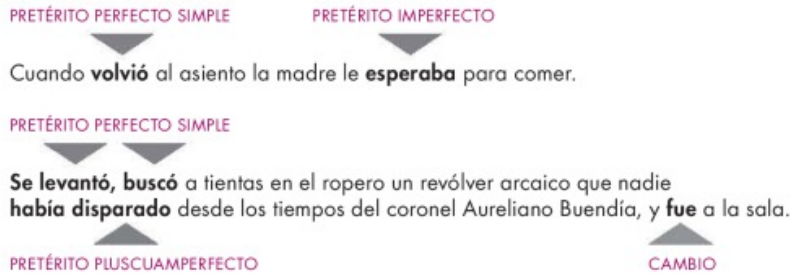 PRETÉRITO PERFECTO SIMPLE PRETÉRITO IMPERFECTO
Cuando volvió al asiento la madre le esperaba para comer.
PRETÉRITO PERFECTO SIMPLE
Se levantó, buscó a tientas en el ropero un revólver arcaico que nadie
había disparado desde los tiempos del coronel Aureliano Buendía, y fue a la sala.
PRETÉRITO PLUSCUAMPERFECTO CAMBIO